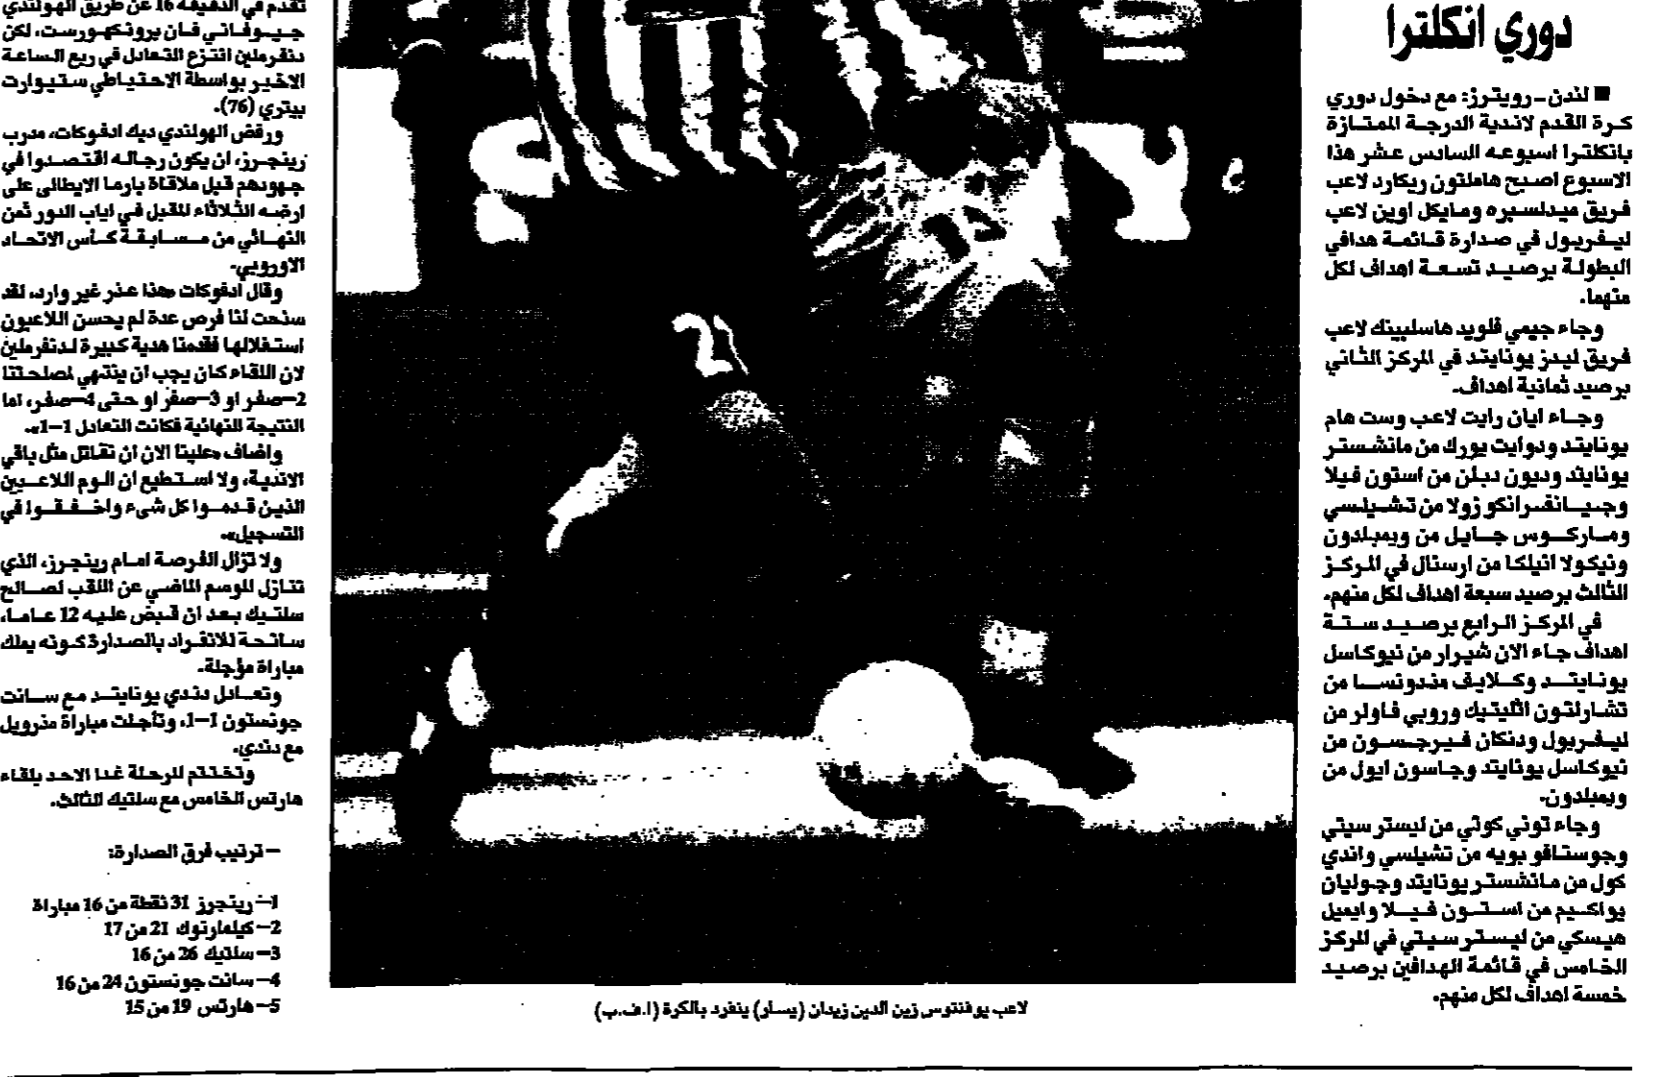 دوري انكلترا
■ لندن ـ رويترز: مع دخول دوري
كرة القدم لاندية الدرجة الممتازة
بانكلترا اسبوعه السادس عشر هذا
الاسبوع اصبح هاملتون ريكارد لاعب
فريق ميدلسبره ومايكل اوين لاعب
ليفربول في صدارة قائمة هدافي
البطولة برصيد تسعة اهداف لكل
منهما.
وجاء جيمي فلويد هاسلبينك لاعب
فريق ليدز يونايتد في المركز الثاني
برصيد ثمانية اهداف.
وجاء ايان رايت لاعب وست هام
يونايتد ودوايت يورك من مانشستر
يونايتد وديون دبلن من استون فيلا
وجيانفرانكو زولا من تشيلسي
وماركوس جايل من ويمبلدون
ونيكولا انيلكا من ارسنال في المركز
الثالث برصيد سبعة اهداف لكل منهم.
في المركز الرابع برصيد ستة
اهداف جاء الان شيرار من نيوكاسل
يونايتد وكلايف مندونسا من
تشارلتون اثليتيك وروبي فاولر من
ليفربول ودنكان فيرجسون من
نيوكاسل يونايتد وجاسون ايول من
ويمبلدون.
وجاء توني كوتي من ليستر سيتي
وجوستافو بويه من تشيلسي واندي
كول من مانشستر يونايتد وجوليان
يواكيم من استون فيلا وايميل
هيسكي من ليستر سيتي في المركز
الخامس في قائمة الهدافين برصيد
خمسة اهداف لكل منهم.
لاعب يوفنتوس زين الدين زيدان (يسار) ينفرد بالكرة (ا.ف.ب)
تقدم في الدقيقة 16 عن طريق الهولندي
جيوفاني فان برونكهورست، لكن
دنفرملين انتزع التعادل في ربع الساعة
الاخير بواسطة الاحتياطي ستيوارت
بيتري (76).
ورفض الهولندي ديك ادفوكات، مدرب
رينجرز، ان يكون رجاله اقتصدوا في
جهودهم قبل ملاقاة بارما الايطالي على
ارضه الثلاثاء المقبل في اياب الدور ثمن
النهائي من مسابقة كأس الاتحاد
الاوروبي.
وقال ادفوكات «هذا عذر غير وارد، لقد
سنحت لنا فرص عدة لم يحسن اللاعبون
استغلالها فقدمنا هدية كبيرة لدنفرملين
لان اللقاء كان يجب ان ينتهي لمصلحتنا
2–صفر او 3–صفر او حتى 4–صفر، اما
النتيجة النهائية فكانت التعادل 1–1».
واضاف «علينا الان ان نقاتل مثل باقي
الاندية، ولا استطيع ان الوم اللاعبين
الذين قدموا كل شيء واخفقوا في
التسجيل».
ولا تزال الفرصة امام رينجرز، الذي
تنازل الموسم الماضي عن اللقب لصالح
سلتيك بعد ان قبض عليه 12 عاما،
سانحة للانفراد بالصدارة كونه يملك
مباراة مؤجلة.
وتعادل دندي يونايتد مع سانت
جونستون 1–1، وتأجلت مباراة مذرويل
مع دندي.
وتختتم المرحلة غدا الاحد بلقاء
هارتس الخامس مع سلتيك الثالث.
– ترتيب فرق الصدارة:
1– رينجرز 31 نقطة من 16 مباراة
2– كيلمارنوك 21 من 17
3– سلتيك 26 من 16
4– سانت جونستون 24 من 16
5– هارتس 19 من 15